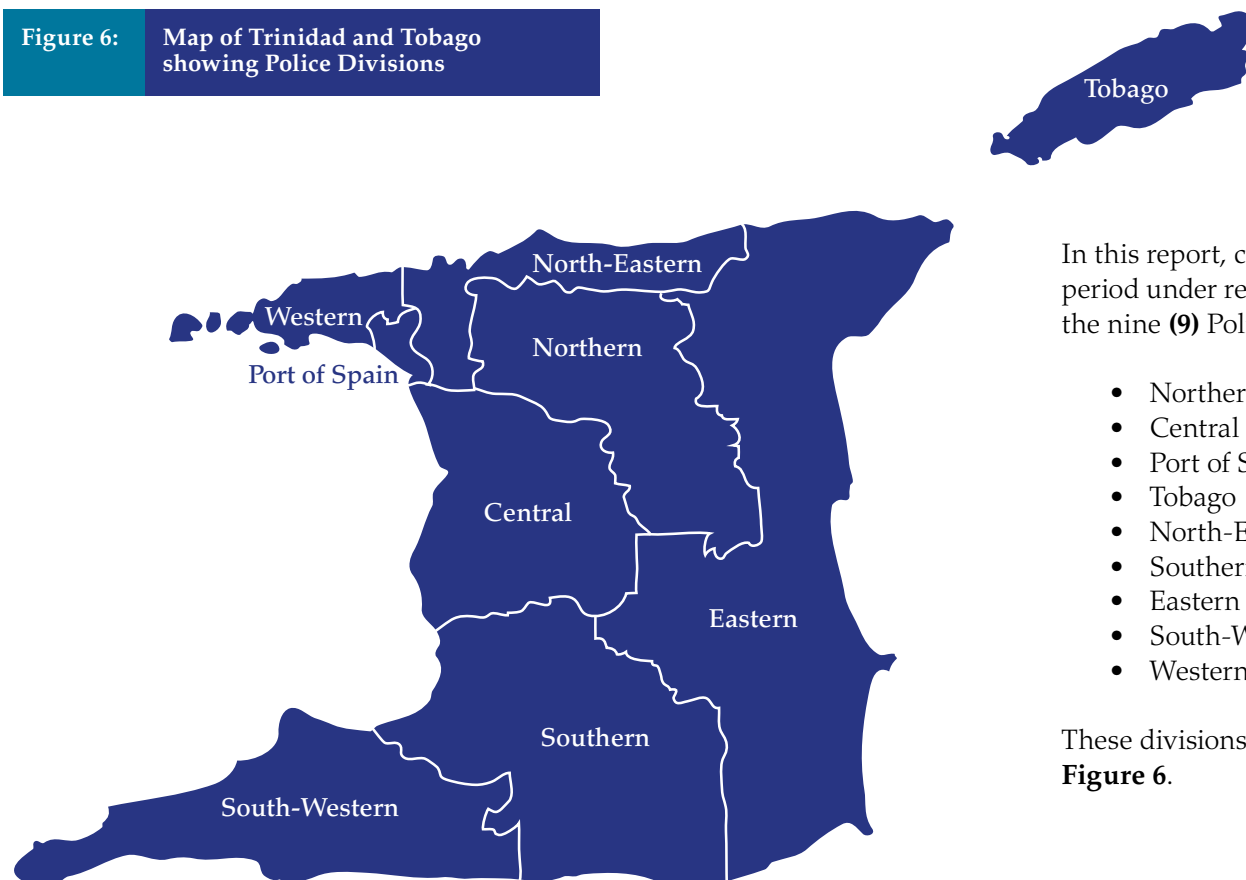 Figure 6:
Map of Trinidad and Tobago
showing Police Divisions
Tobago
North-Eastern
Western
Northern
Port of Spain
Central
Eastern
Southern
South-Western
In this report, c
period under re
the nine (9) Pol
• Norther
• Central
• Port of S
• Tobago
• North-E
• Souther
• Eastern
• South-W
• Western
These divisions
Figure 6.